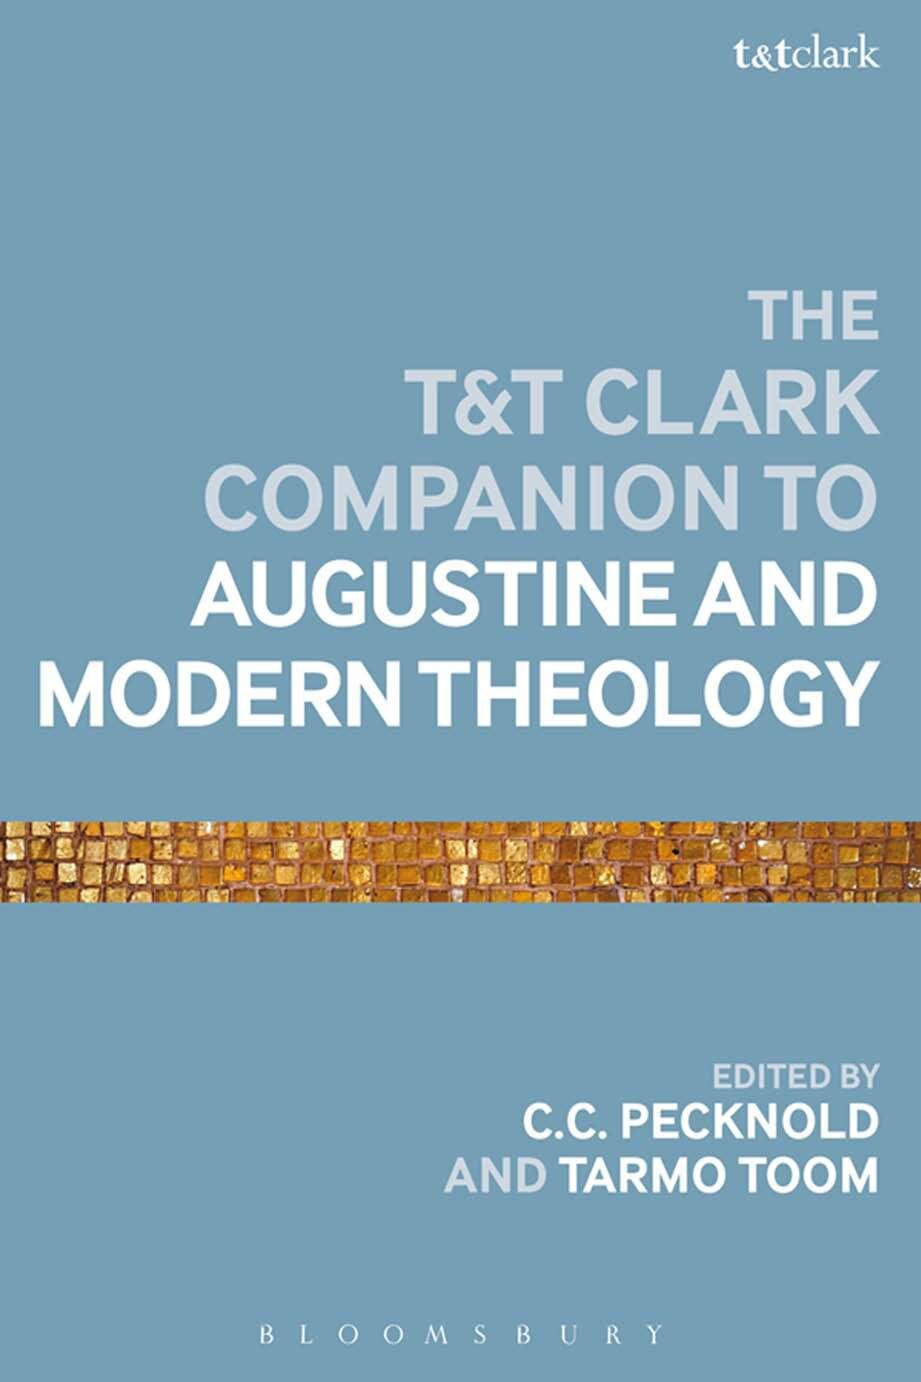 t&tclark
THE
T&T CLARK
COMPANION TO
AUGUSTINE AND
MODERN THEOLOGY
EDITED BY
C.C. PECKNOLD
AND TARMO TOOM
BLOOMSBURY